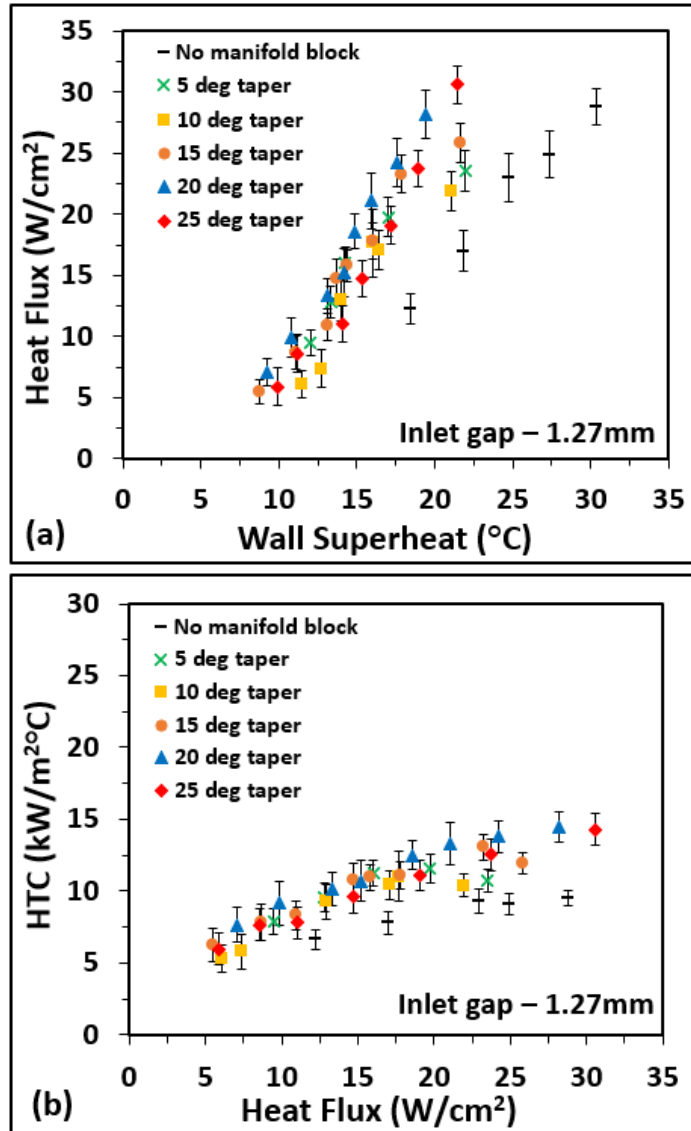 35
30
25
20
15
10
5
0
Heat Flux (W/cm²)
No manifold block
5 deg taper
10 deg taper
15 deg taper
20 deg taper
25 deg taper
Inlet gap – 1.27mm
0 5 10 15 20 25 30 35
(a) Wall Superheat (°C)
30
25
20
15
10
5
0
HTC (kW/m²°C)
No manifold block
5 deg taper
10 deg taper
15 deg taper
20 deg taper
25 deg taper
Inlet gap – 1.27mm
0 5 10 15 20 25 30 35
(b) Heat Flux (W/cm²)